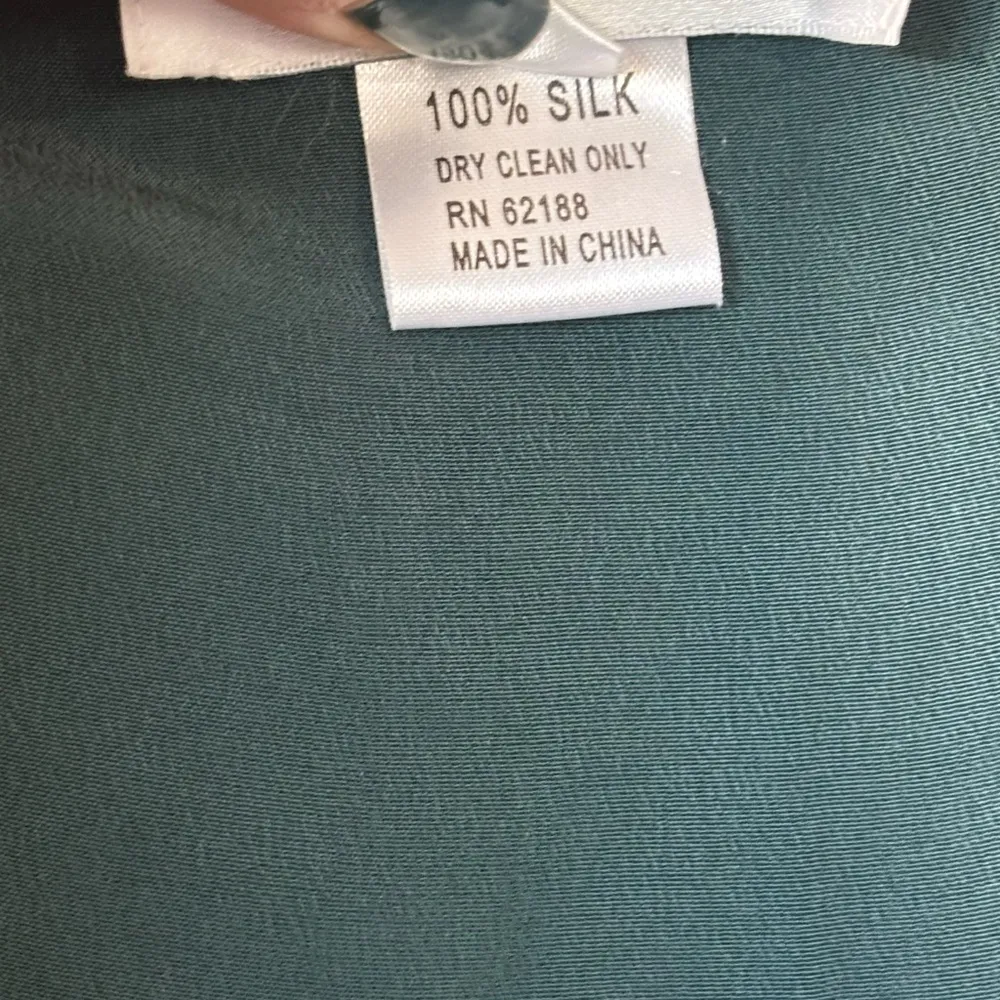 100% SILK
DRY CLEAN ONLY
RN 62188
MADE IN CHINA